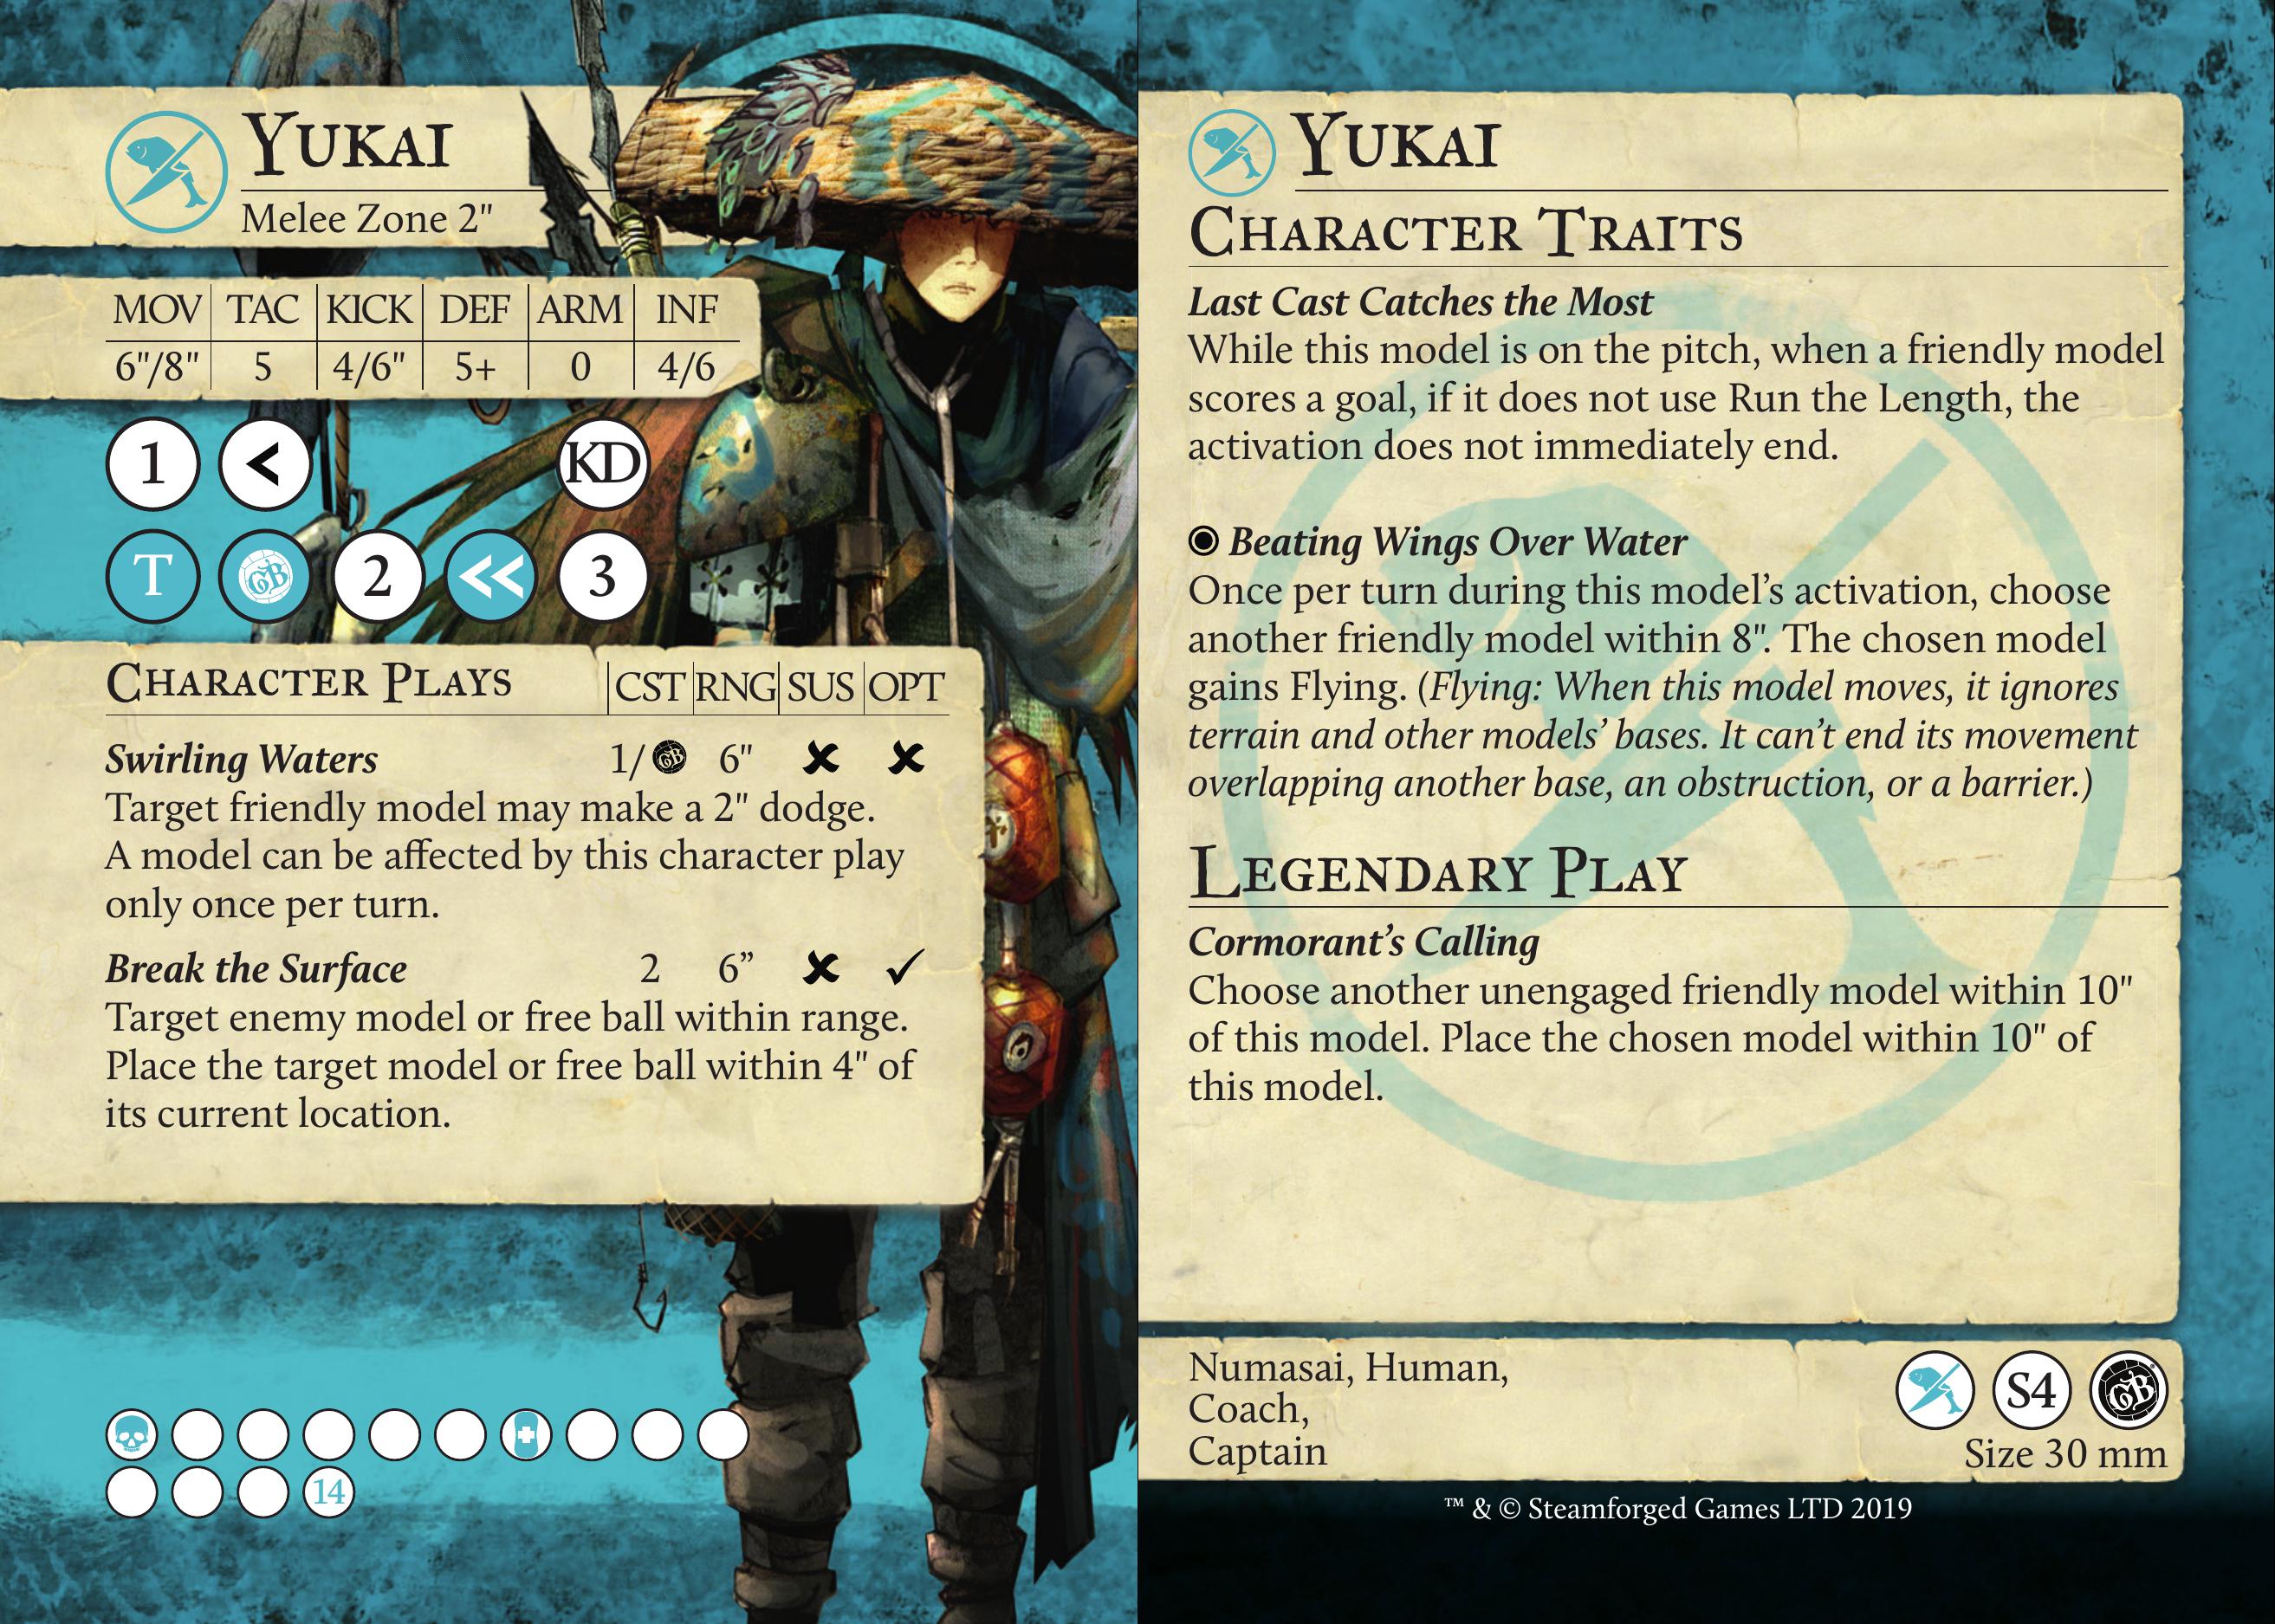 Yukai
Melee Zone 2"
MOV TAC KICK DEF ARM INF
6"/8" 5 4/6" 5+ 0 4/6
1 < KD
T GB 2 << 3
Character Plays CST RNG SUS OPT
Swirling Waters 1/GB 6" ✘ ✘
Target friendly model may make a 2" dodge.
A model can be affected by this character play
only once per turn.
Break the Surface 2 6” ✘ ✓
Target enemy model or free ball within range.
Place the target model or free ball within 4" of
its current location.
14
Yukai
Character Traits
Last Cast Catches the Most
While this model is on the pitch, when a friendly model
scores a goal, if it does not use Run the Length, the
activation does not immediately end.
Beating Wings Over Water
Once per turn during this model’s activation, choose
another friendly model within 8". The chosen model
gains Flying. (Flying: When this model moves, it ignores
terrain and other models’ bases. It can’t end its movement
overlapping another base, an obstruction, or a barrier.)
Legendary Play
Cormorant’s Calling
Choose another unengaged friendly model within 10"
of this model. Place the chosen model within 10" of
this model.
Numasai, Human,
Coach,
Captain
S4 GB
Size 30 mm
™ & © Steamforged Games LTD 2019